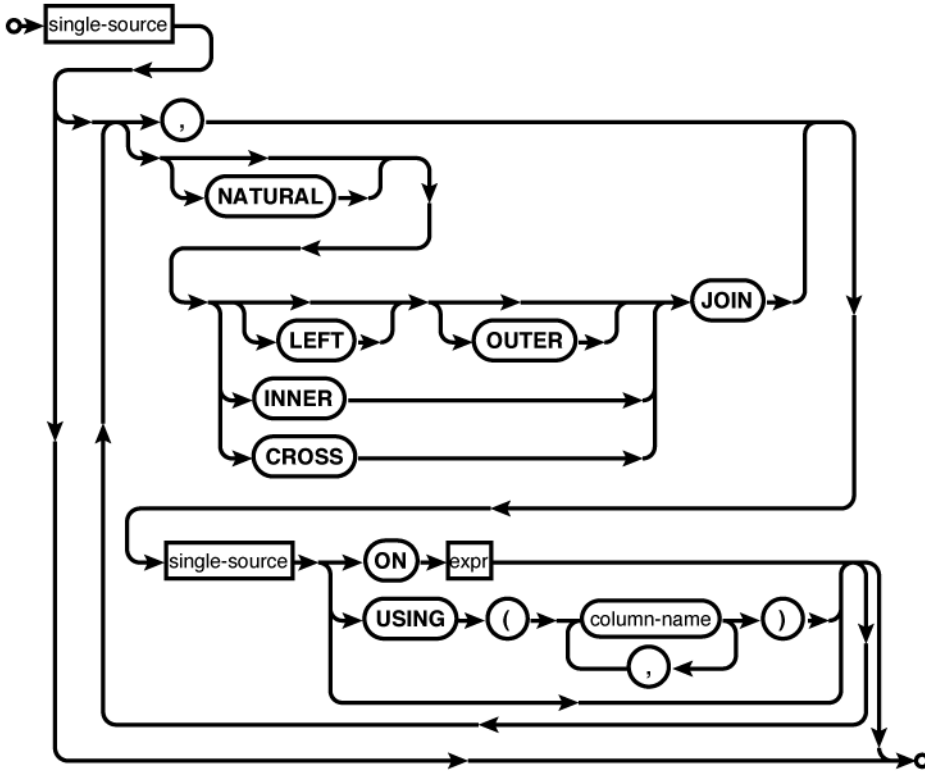 single-source
,
NATURAL
JOIN
LEFT OUTER
INNER
CROSS
single-source ON expr
USING ( column-name )
,